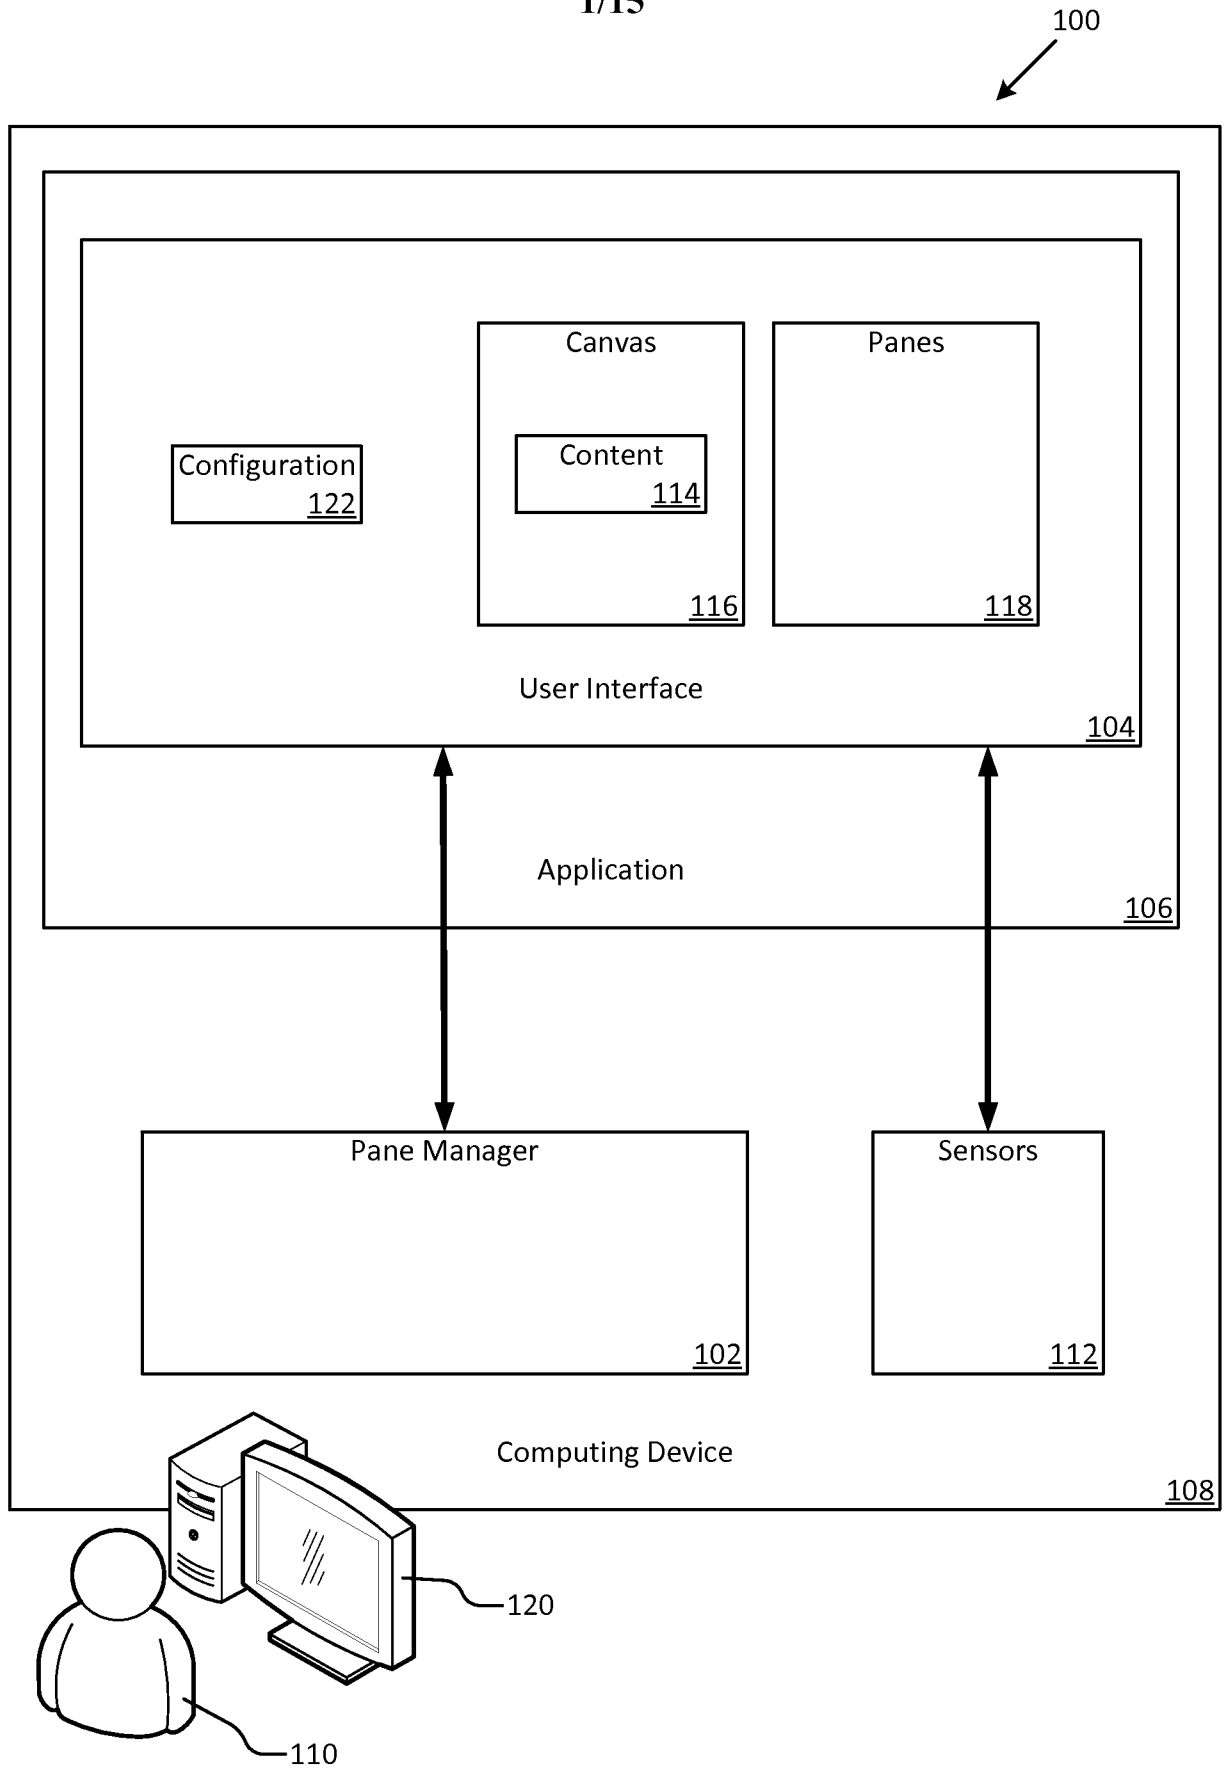 1/15
100
Canvas
Panes
Configuration
122
Content
114
116
118
User Interface
104
Application
106
Pane Manager
102
Sensors
112
Computing Device
108
120
110